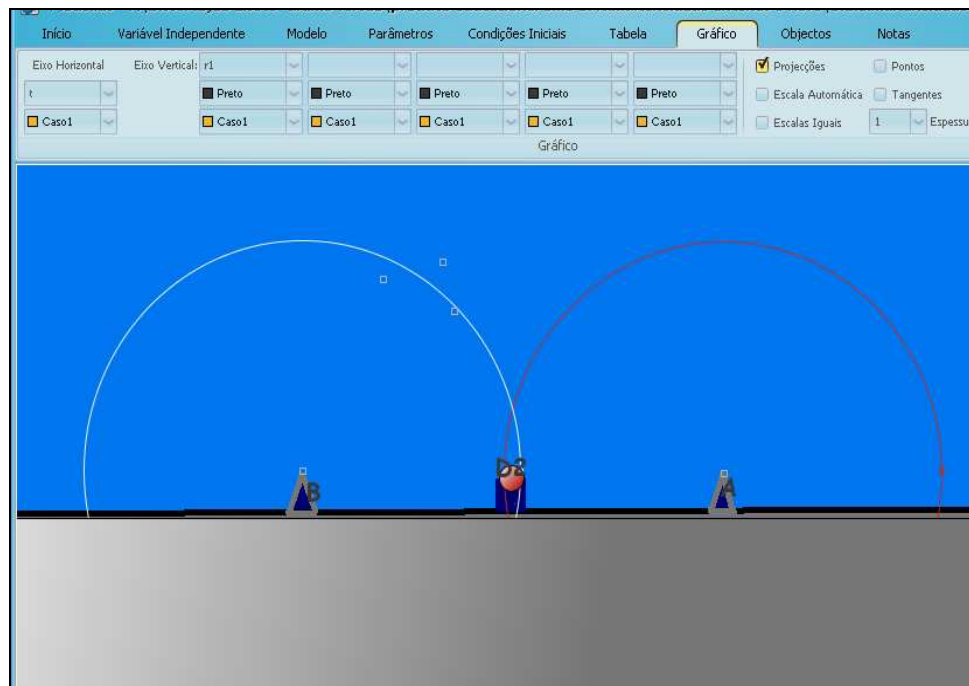 Início Variável Independente Modelo Parâmetros Condições Iniciais Tabela Gráfico Objectos Notas
Eixo Horizontal Eixo Vertical: r1 Projecções Pontos
t Preto Preto Preto Preto Preto Escala Automática Tangentes
Caso1 Caso1 Caso1 Caso1 Caso1 Caso1 Escalas Iguais 1 Espessu
Gráfico
B A